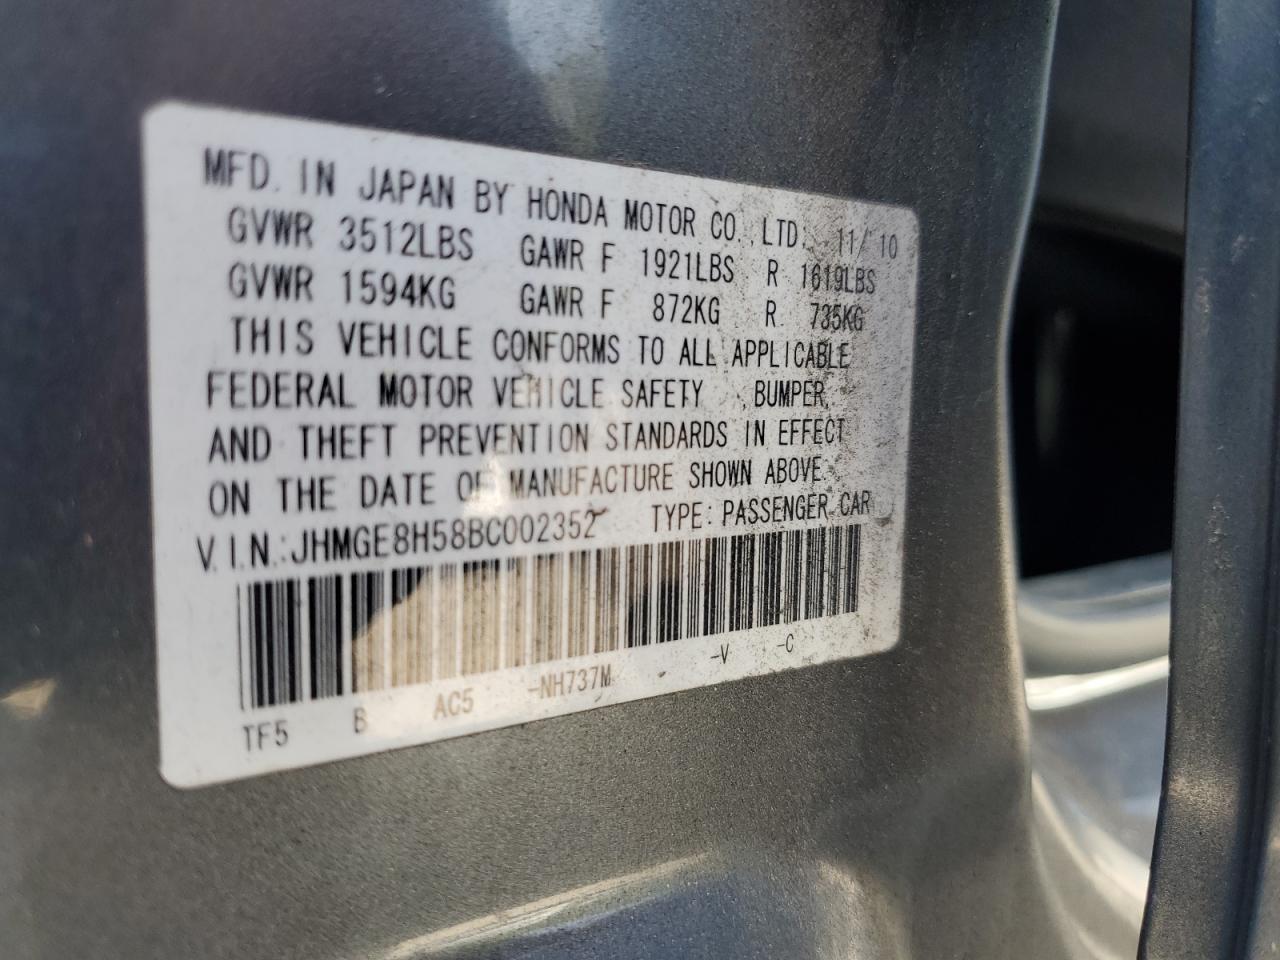 MFD. IN JAPAN BY HONDA MOTOR CO., LTD. 11/10
GVWR 3512LBS GAWR F 1921LBS R 1619LBS
GVWR 1594KG GAWR F 872KG R 735KG
THIS VEHICLE CONFORMS TO ALL APPLICABLE
FEDERAL MOTOR VEHICLE SAFETY , BUMPER,
AND THEFT PREVENTION STANDARDS IN EFFECT
ON THE DATE OF MANUFACTURE SHOWN ABOVE.
V.I.N.:JHMGE8H58BC002352 TYPE: PASSENGER CAR
TF5 B AC5 -NH737M -V -C